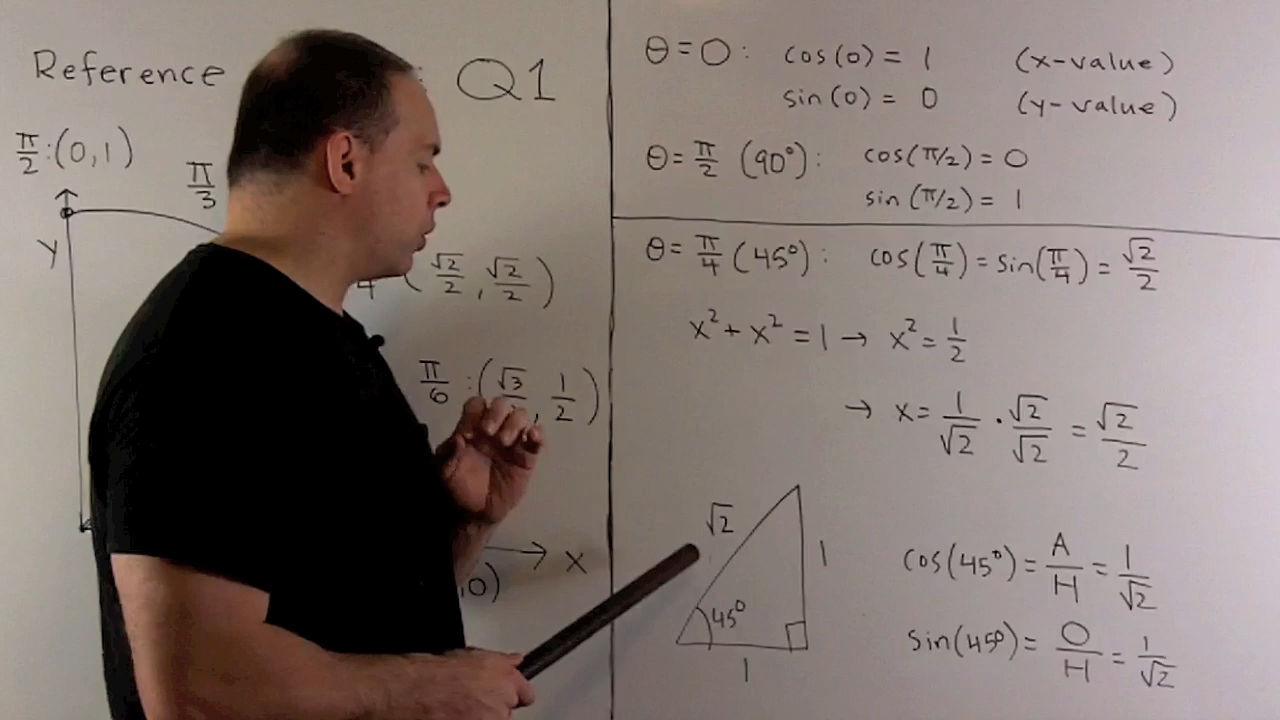 Reference Q1
π/2:(0,1)
π/3
y
4 (√2/2, √2/2)
π/6:(√3 , 1/2)
,0)
x
θ=0: cos(0)=1 (x-value)
sin(0)=0 (y-value)
θ=π/2 (90°): cos(π/2)=0
sin(π/2)=1
θ=π/4 (45°): cos(π/4)=sin(π/4)=√2/2
x²+x²=1→x²=1/2
→ x=1/√2·√2/√2=√2/2
√2
1
45°
1
cos(45°)=A/H=1/√2
sin(45°)=O/H=1/√2